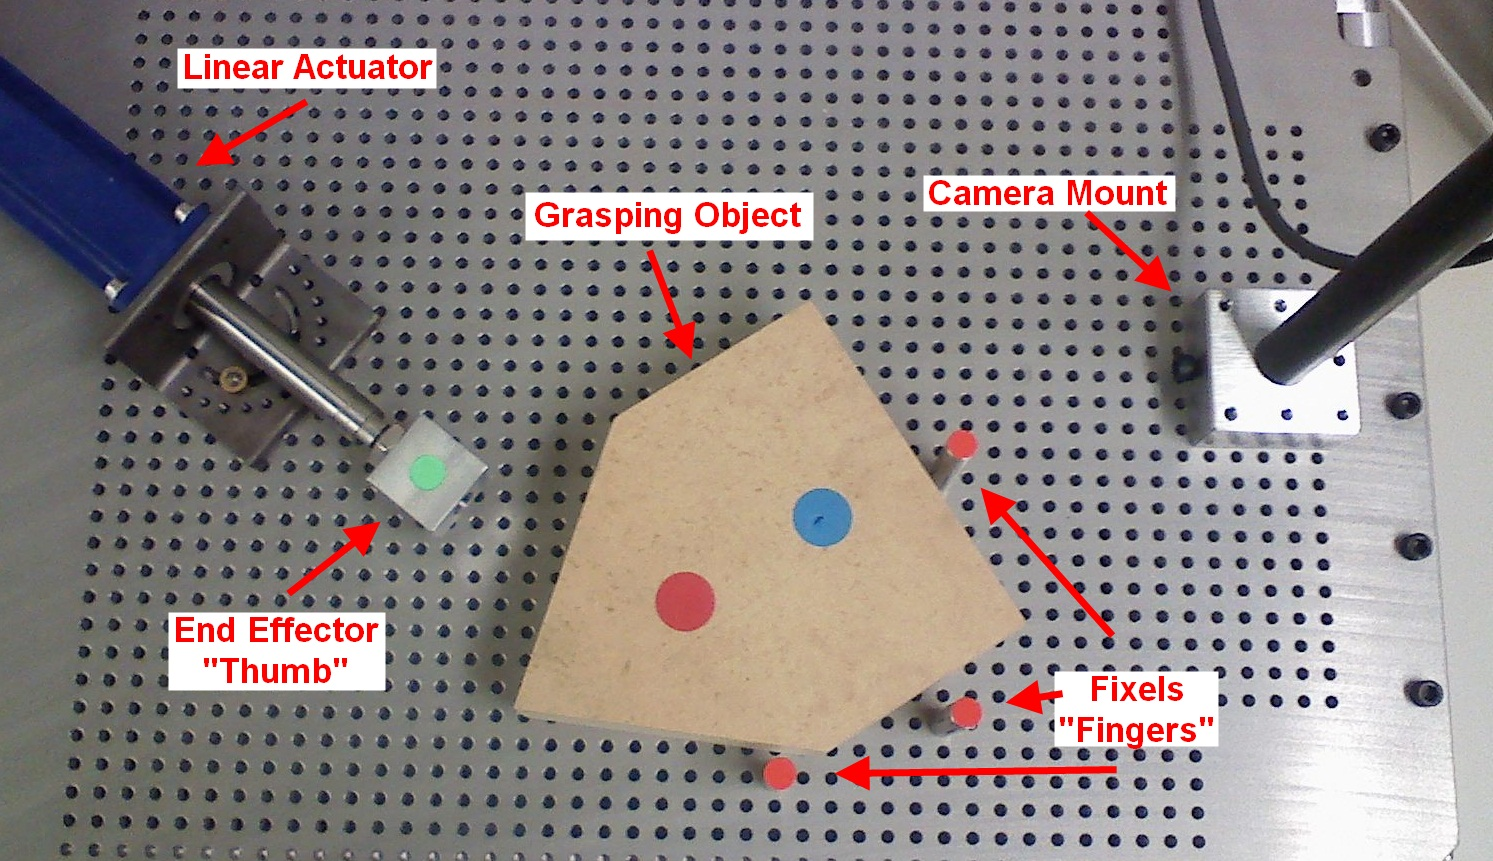 Linear Actuator
Grasping Object
Camera Mount
End Effector
"Thumb"
Fixels
"Fingers"